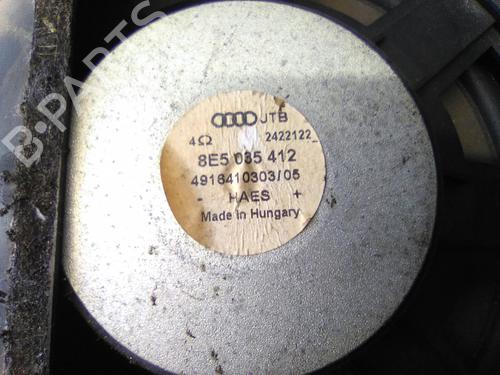 B-PARTS
JTB
4Ω 2422122
8E5 035 412
4916410303/05
- HAES +
Made in Hungary